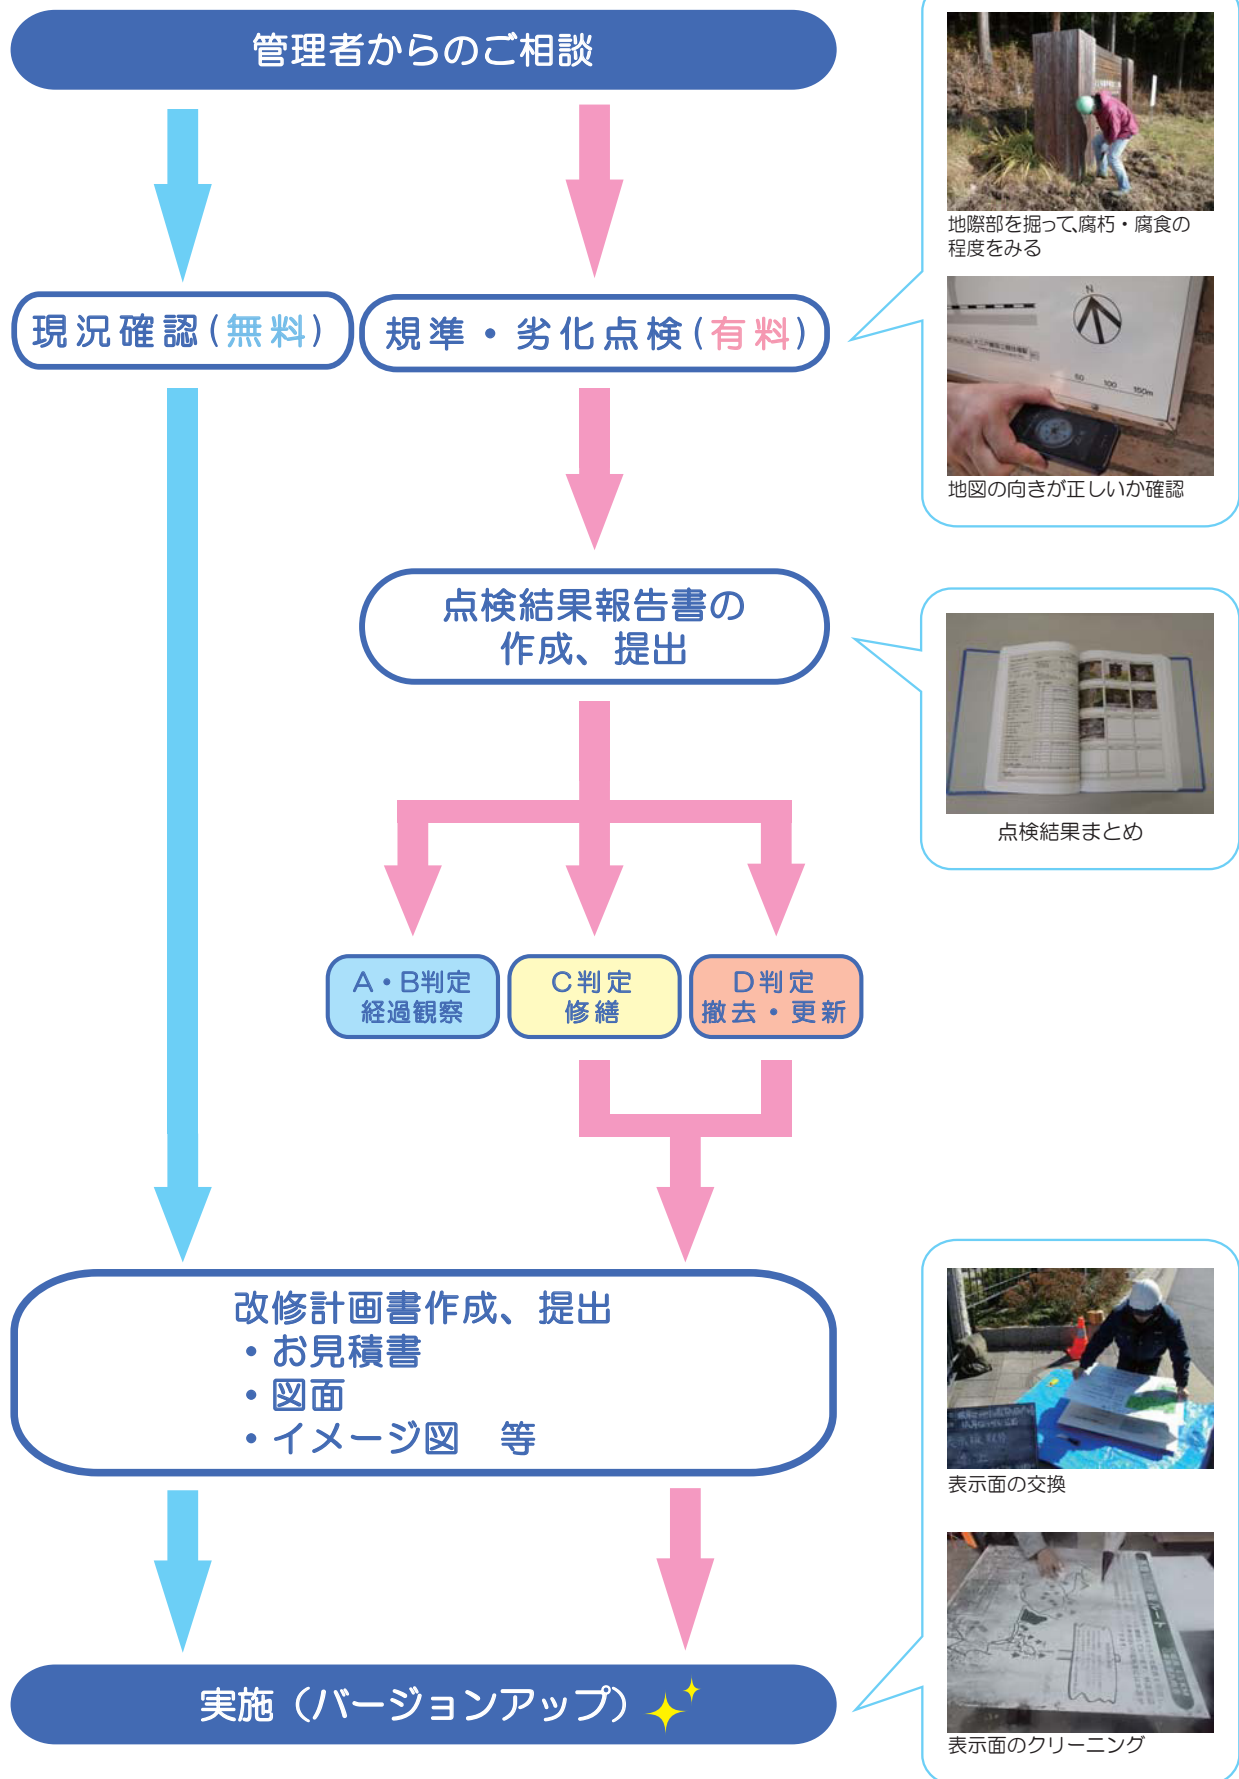 管理者からのご相談
現況確認(無料)
規準・劣化点検(有料)
地際部を掘って、腐朽・腐食の
程度をみる
N
50 100 150m
地図の向きが正しいか確認
点検結果報告書の
作成、提出
点検結果まとめ
A・B判定
経過観察
C判定
修繕
D判定
撤去・更新
改修計画書作成、提出
・お見積書
・図面
・イメージ図 等
表示面の交換
実施（バージョンアップ）
表示面のクリーニング